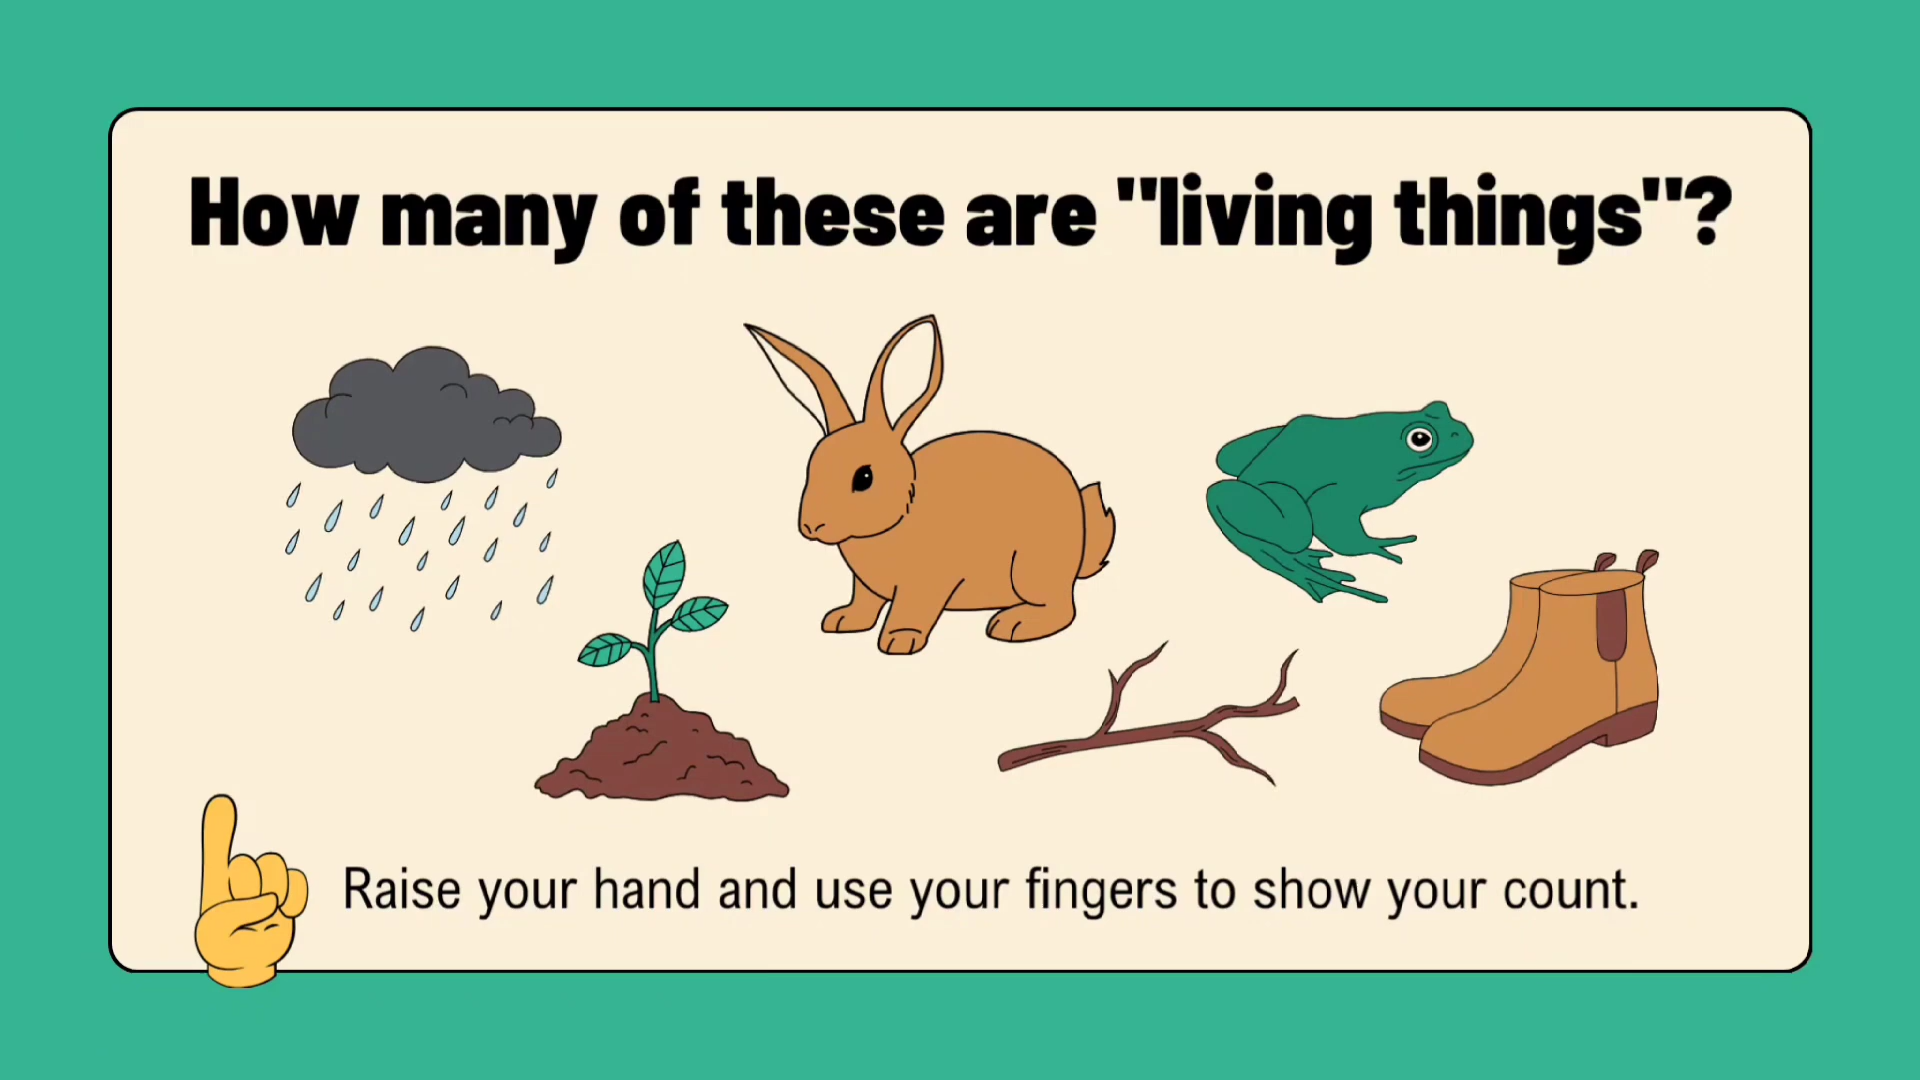 How many of these are "living things"?
Raise your hand and use your fingers to show your count.